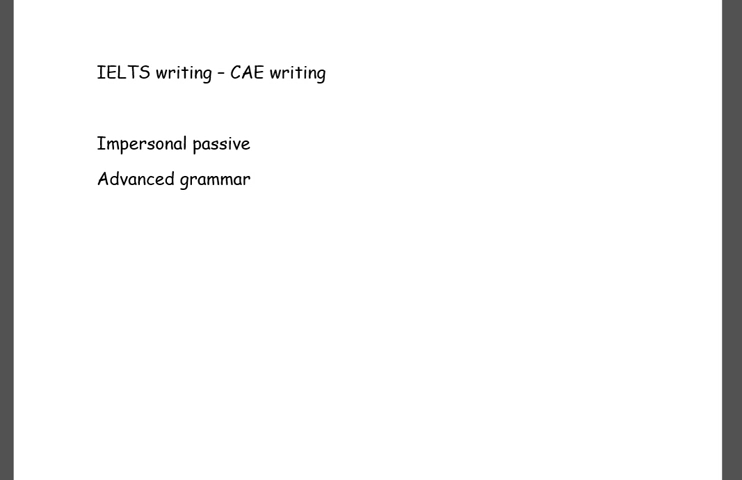 IELTS writing – CAE writing
Impersonal passive
Advanced grammar